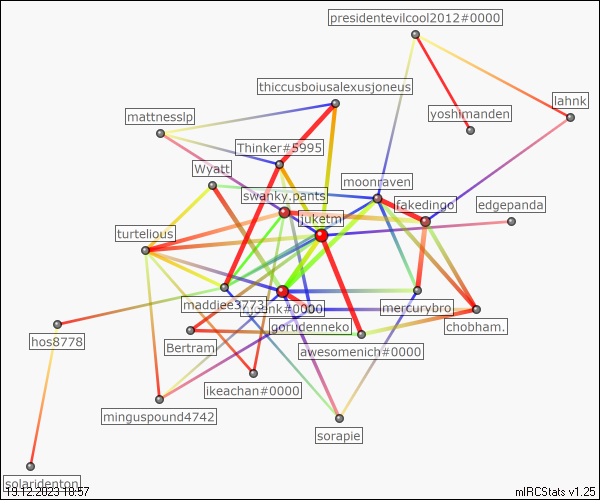 presidentevilcool2012#0000
thiccusboiusalexusjoneus
lahnk
mattnesslp
yoshimanden
Thinker#5995
Wyatt
moonraven
swanky.pants
fakedingo
edgepanda
juketm
turtelious
maddiee3773
#0000
mercurybro
gorudenneko
chobham.
hos8778
Bertram
awesomenich#0000
ikeachan#0000
minguspound4742
sorapie
solaridenton
19.12.2023 18:57
mIRCStats v1.25